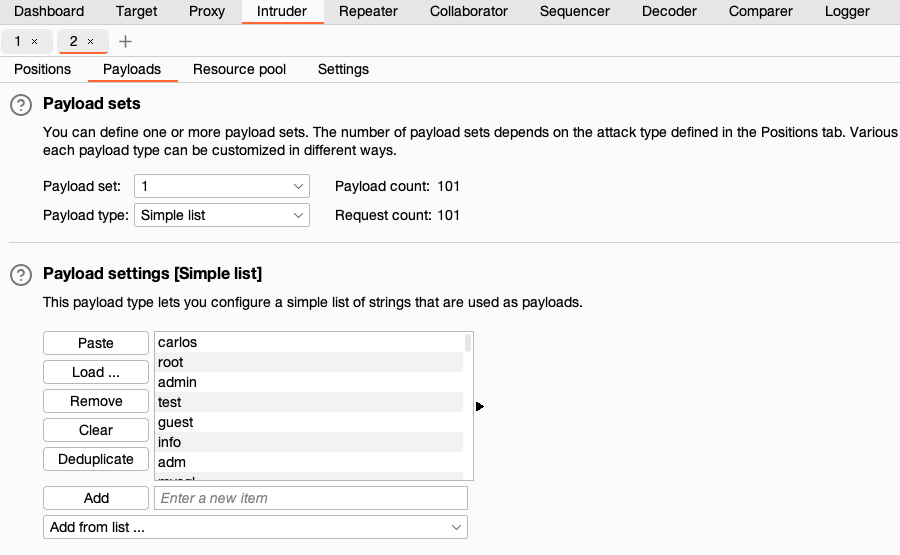 Dashboard Target Proxy Intruder Repeater Collaborator Sequencer Decoder Comparer Logger
1 × 2 × +
Positions Payloads Resource pool Settings
? Payload sets
You can define one or more payload sets. The number of payload sets depends on the attack type defined in the Positions tab. Various
each payload type can be customized in different ways.
Payload set: 1 Payload count: 101
Payload type: Simple list Request count: 101
? Payload settings [Simple list]
This payload type lets you configure a simple list of strings that are used as payloads.
Paste carlos
root
Load ... admin
Remove test
Clear guest
info
Deduplicate adm
Add Enter a new item
Add from list ...